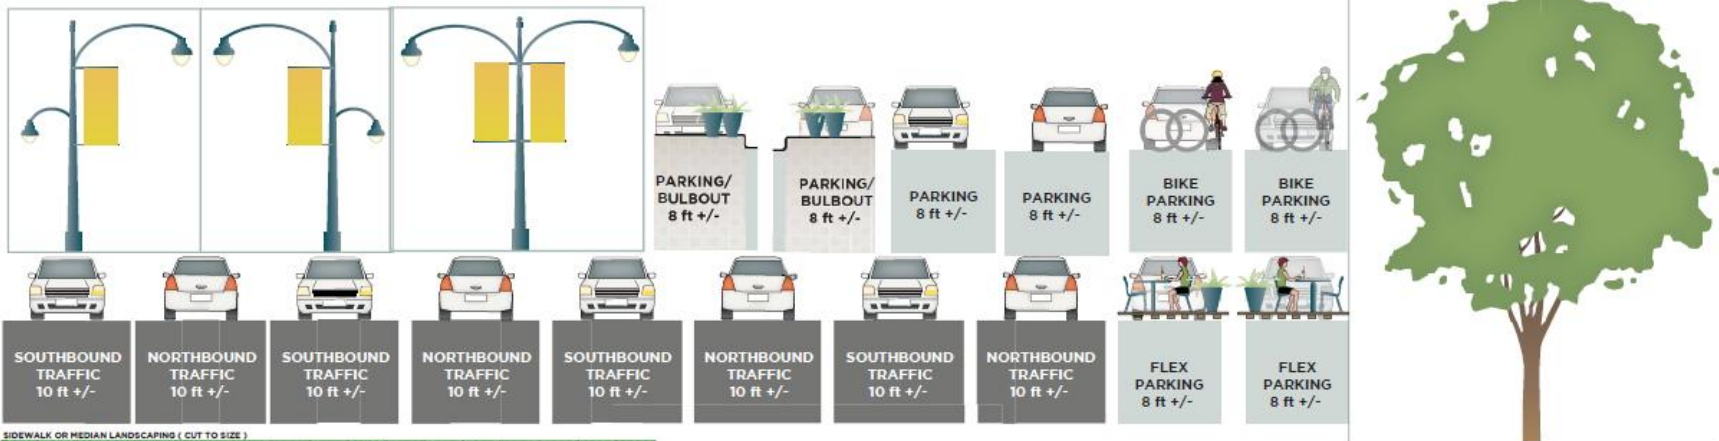 PARKING/
BULBOUT
8 ft +/-
PARKING/
BULBOUT
8 ft +/-
PARKING
8 ft +/-
PARKING
8 ft +/-
BIKE
PARKING
8 ft +/-
BIKE
PARKING
8 ft +/-
SOUTHBOUND
TRAFFIC
10 ft +/-
NORTHBOUND
TRAFFIC
10 ft +/-
SOUTHBOUND
TRAFFIC
10 ft +/-
NORTHBOUND
TRAFFIC
10 ft +/-
SOUTHBOUND
TRAFFIC
10 ft +/-
NORTHBOUND
TRAFFIC
10 ft +/-
SOUTHBOUND
TRAFFIC
10 ft +/-
NORTHBOUND
TRAFFIC
10 ft +/-
FLEX
PARKING
8 ft +/-
FLEX
PARKING
8 ft +/-
SIDEWALK OR MEDIAN LANDSCAPING ( CUT TO SIZE )